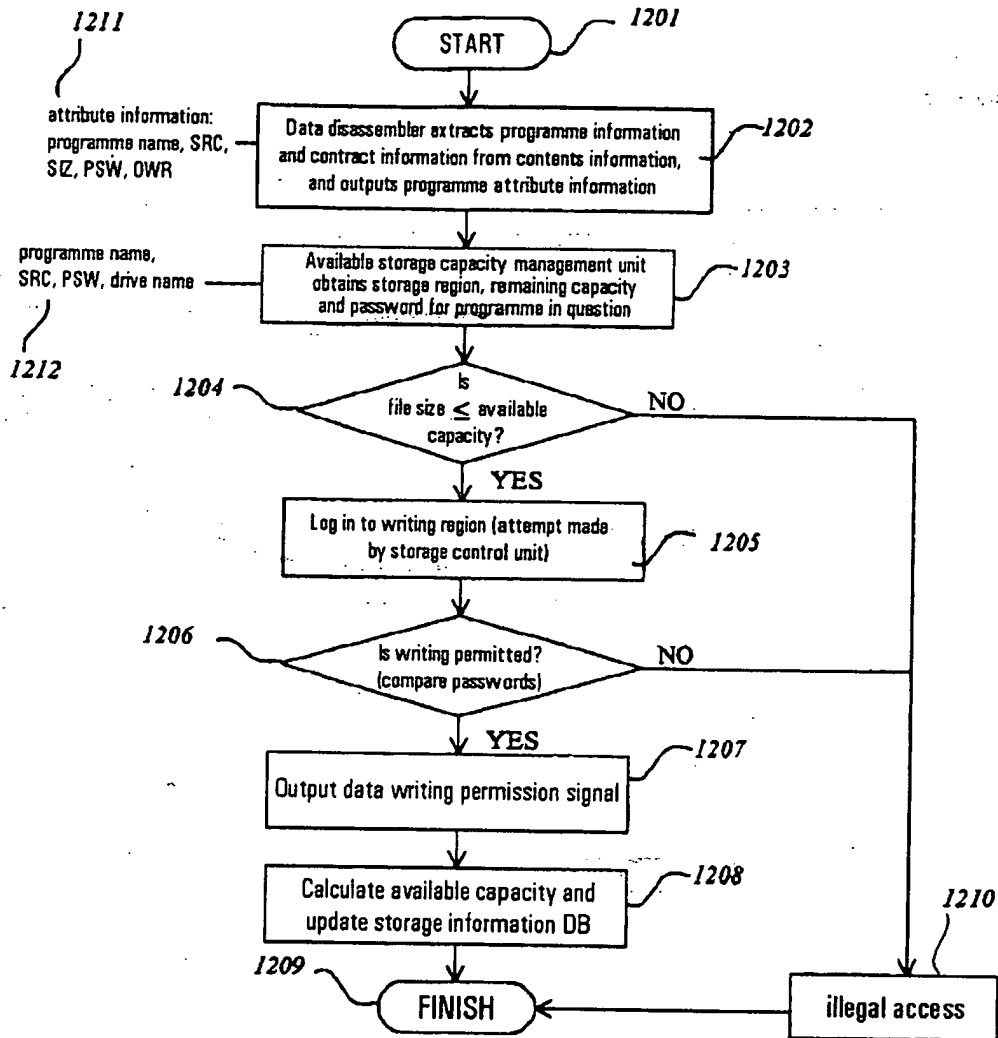 1211
1201
START
attribute information:
programme name, SRC,
SIZ, PSW, OWR
Data disassembler extracts programme information
and contract information from contents information,
and outputs programme attribute information
1202
programme name,
SRC, PSW, drive name
Available storage capacity management unit
obtains storage region, remaining capacity
and password for programme in question
1203
1212
1204
Is
file size ≤ available
capacity?
NO
YES
Log in to writing region (attempt made
by storage control unit)
1205
1206
Is writing permitted?
(compare passwords)
NO
YES
1207
Output data writing permission signal
Calculate available capacity and
update storage information DB
1208
1210
1209
FINISH
illegal access